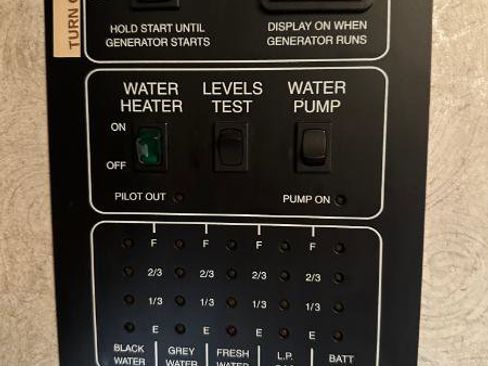 TURN
HOLD START UNTIL
GENERATOR STARTS
DISPLAY ON WHEN
GENERATOR RUNS
WATER
HEATER
LEVELS
TEST
WATER
PUMP
ON
OFF
PILOT OUT
PUMP ON
F F F F
2/3 2/3 2/3 2/3
1/3 1/3 1/3 1/3
E E E E
BLACK
WATER
GREY
WATER
FRESH
WATER
L.P.
BATT